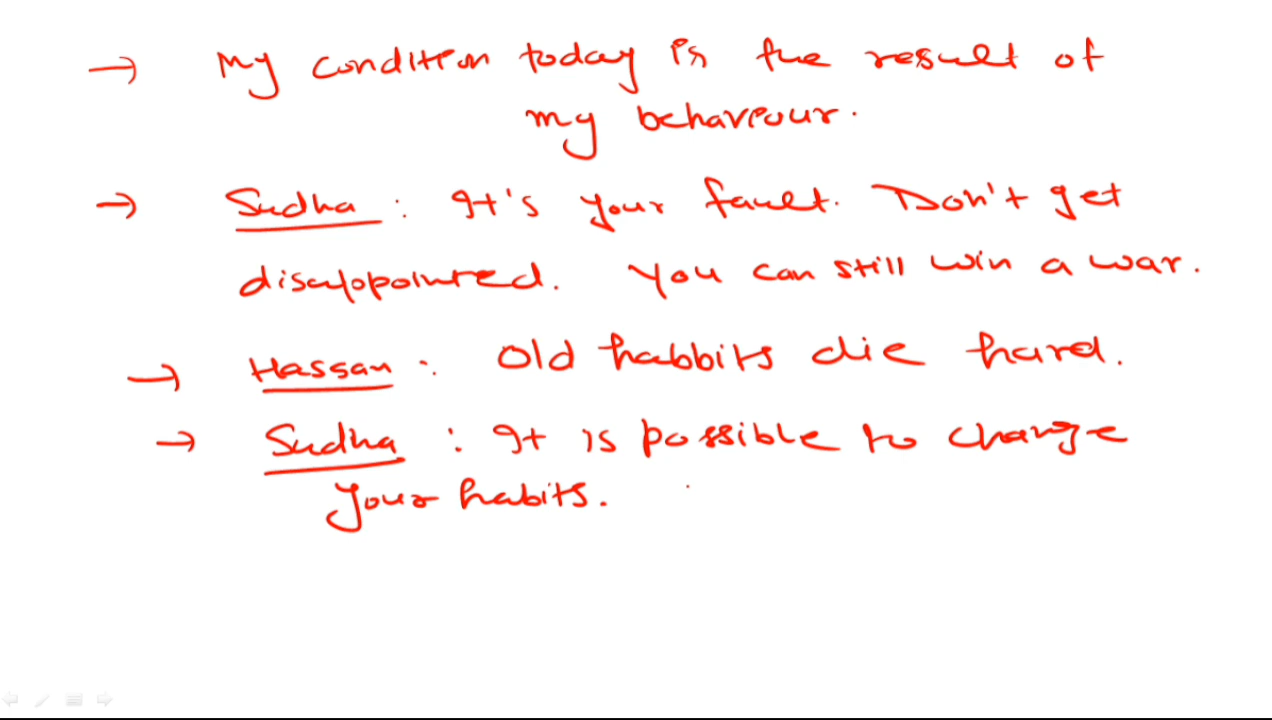 → My condition today is the result of
my behaviour.
→ Sudha : It's your fault. Don't get
disappointed. You can still win a war.
→ Hassan : Old habbits die hard.
→ Sudha : It is possible to change
your habits.